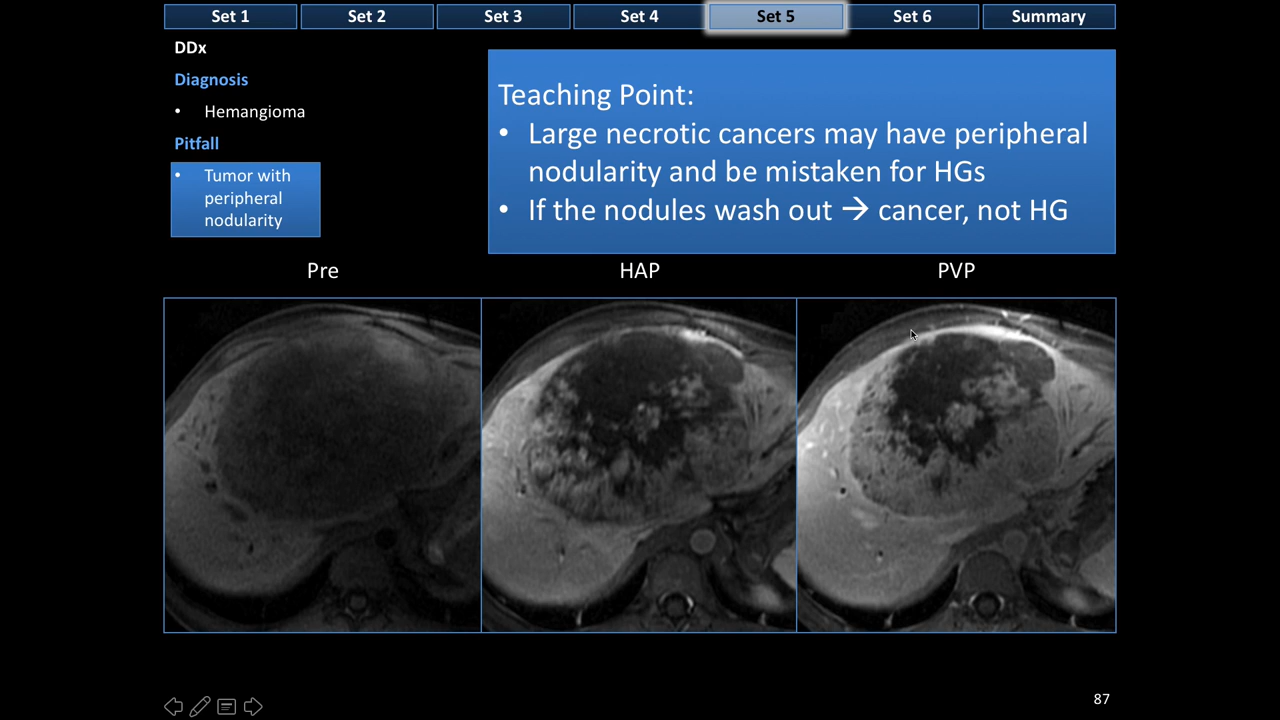 Set 1 Set 2 Set 3 Set 4 Set 5 Set 6 Summary
DDx
Diagnosis
• Hemangioma
Pitfall
• Tumor with
peripheral
nodularity
Teaching Point:
• Large necrotic cancers may have peripheral
nodularity and be mistaken for HGs
• If the nodules wash out → cancer, not HG
Pre HAP PVP
87